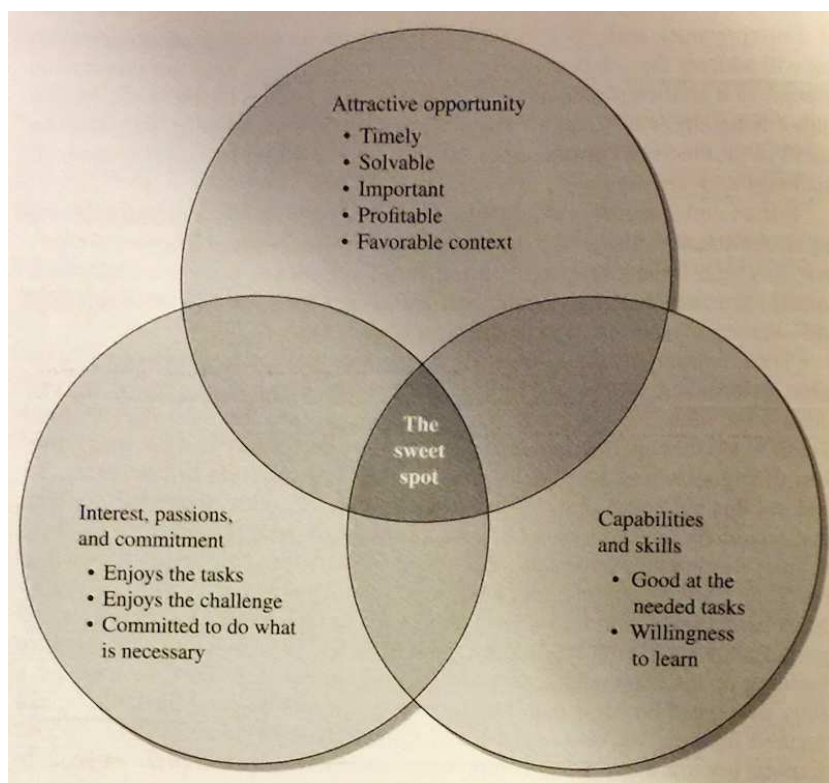 Attractive opportunity
• Timely
• Solvable
• Important
• Profitable
• Favorable context
The
sweet
spot
Interest, passions,
and commitment
• Enjoys the tasks
• Enjoys the challenge
• Committed to do what
is necessary
Capabilities
and skills
• Good at the
needed tasks
• Willingness
to learn